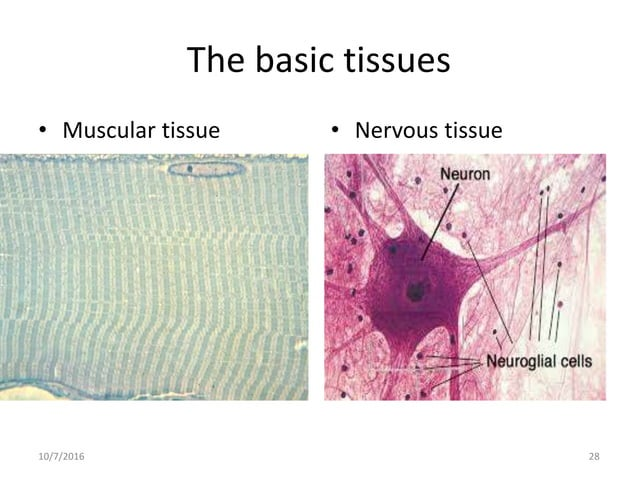 The basic tissues
• Muscular tissue
• Nervous tissue
Neuron
Neuroglial cells
10/7/2016
28